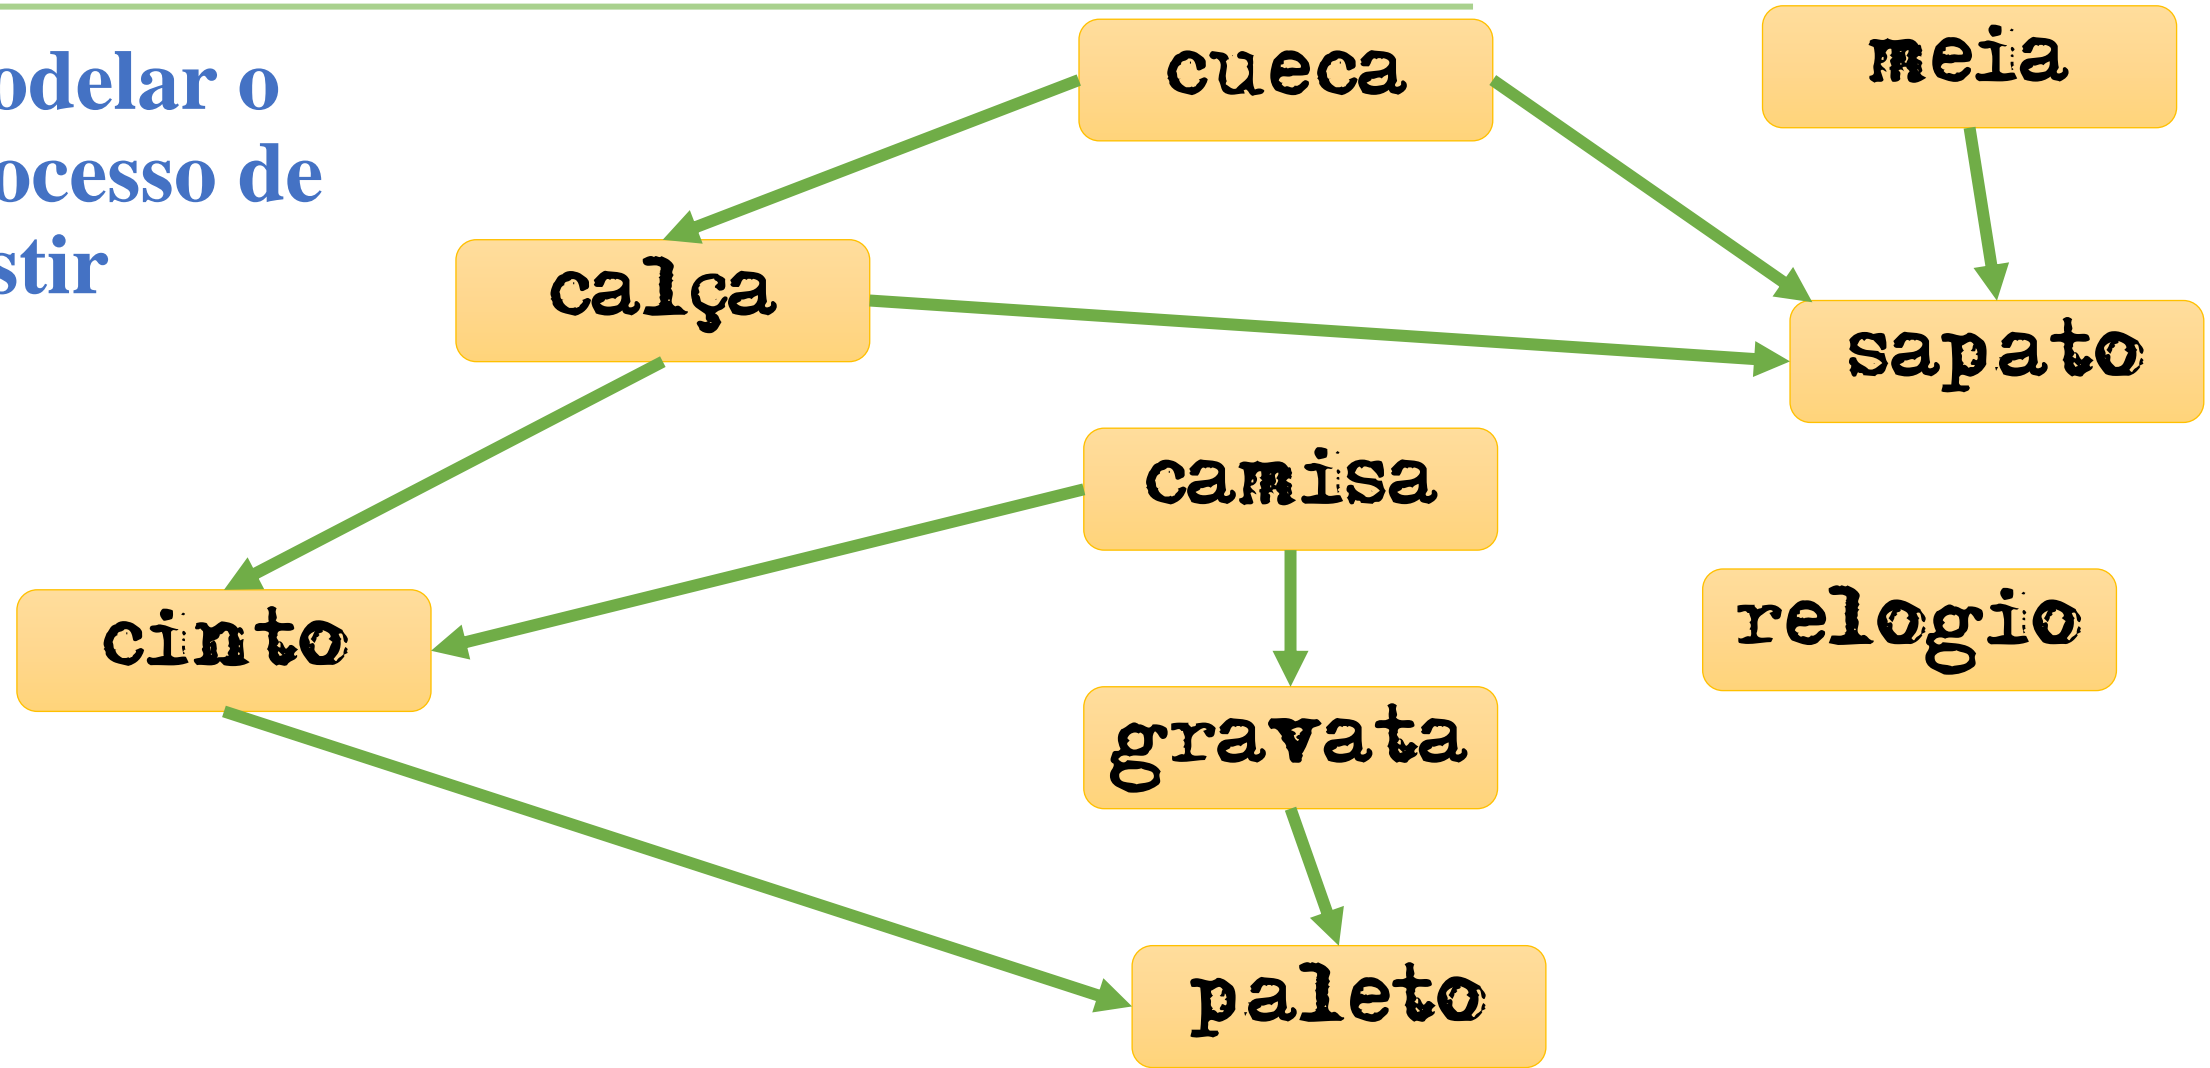 odelar o
ocesso de
stir
cueca
meia
calça
sapato
camisa
cinto
relogio
gravata
paleto